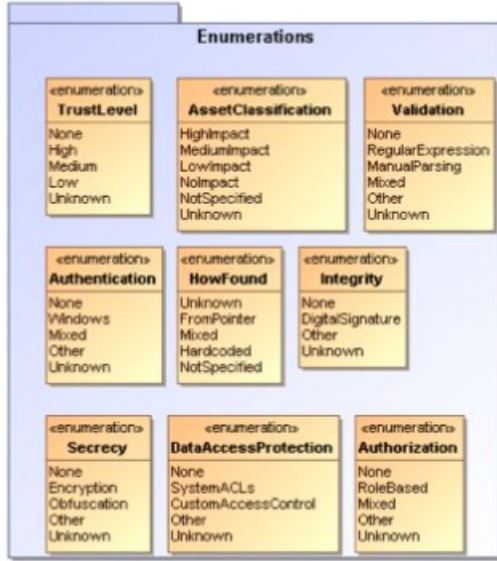 Enumerations
«enumeration»
TrustLevel
None
High
Medium
Low
Unknown
«enumeration»
AssetClassification
HighImpact
MediumImpact
LowImpact
NoImpact
NotSpecified
Unknown
«enumeration»
Validation
None
RegularExpression
ManualParsing
Mixed
Other
Unknown
«enumeration»
Authentication
None
Windows
Mixed
Other
Unknown
«enumeration»
HowFound
Unknown
FromPointer
Mixed
Hardcoded
NotSpecified
«enumeration»
Integrity
None
DigitalSignature
Other
Unknown
«enumeration»
Secrecy
None
Encryption
Obfuscation
Other
Unknown
«enumeration»
DataAccessProtection
None
SystemACLs
CustomAccessControl
Other
Unknown
«enumeration»
Authorization
None
RoleBased
Mixed
Other
Unknown